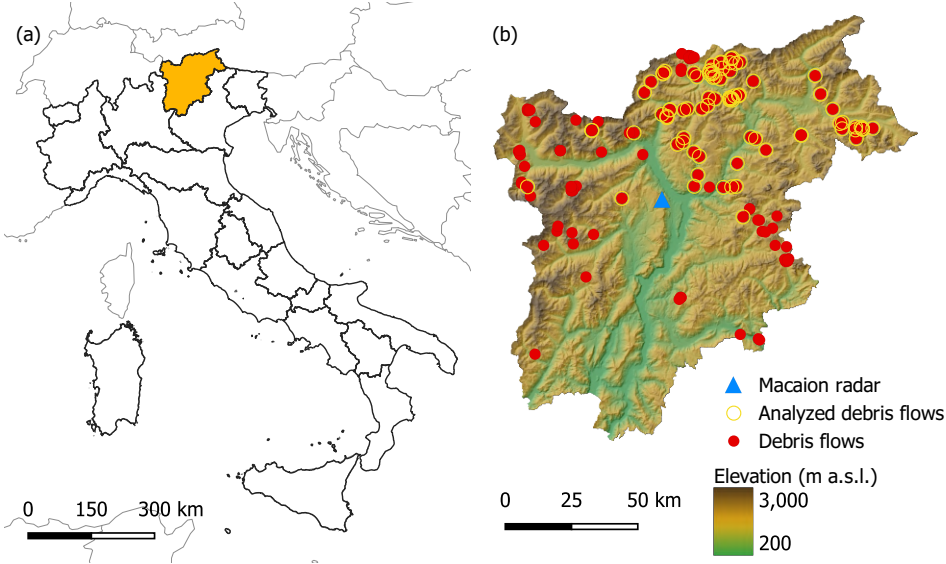 (a)
0 150 300 km
(b)
Macaion radar
Analyzed debris flows
Debris flows
Elevation (m a.s.l.)
3,000
200
0 25 50 km